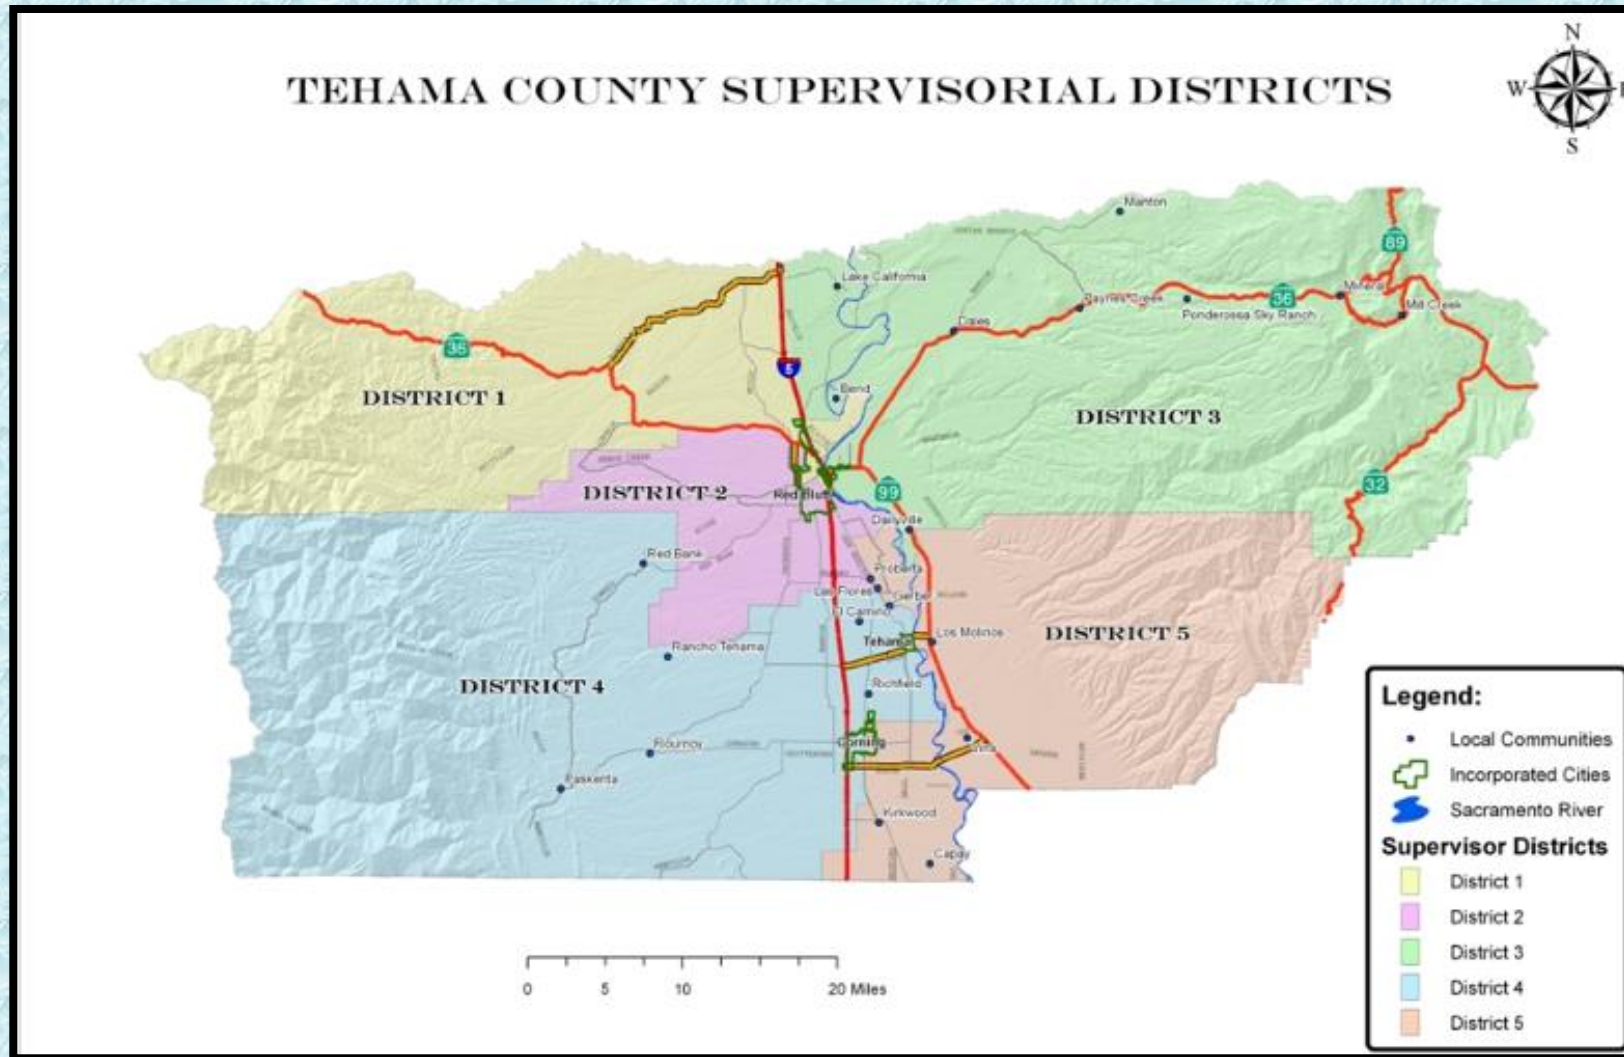 TEHAMA COUNTY SUPERVISORIAL DISTRICTS
N
W
S
Manton
89
Lake California
Paynes Creek
36
Mineral
Mill Creek
Ponderossa Sky Ranch
Dales
36
5
DISTRICT 1
Bend
DISTRICT 3
DISTRICT 2
Red Bluff
99
32
Dairyville
Red Bank
Proberta
Las Flores
Gerber
El Camino
Tehama
Los Molinos
DISTRICT 5
Rancho Tehama
DISTRICT 4
Richfield
Corning
Vina
Flournoy
Paskenta
Kirkwood
Capay
Legend:
Local Communities
Incorporated Cities
Sacramento River
Supervisor Districts
District 1
District 2
District 3
District 4
District 5
0 5 10 20 Miles